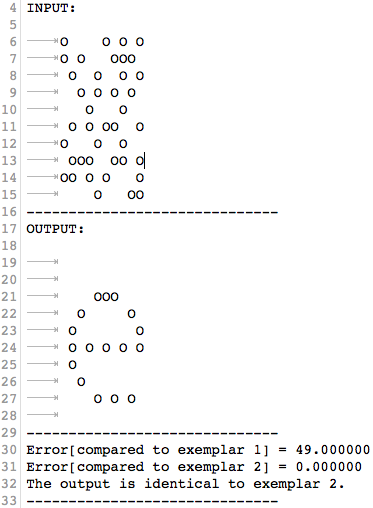 4 INPUT:
5
6 o    o o o
7 o o   ooo
8  o  o  o o
9   o o o o
10    o   o
11  o o oo  o
12 o   o  o
13  ooo  oo o
14 oo o o   o
15     o   oo
16 ------------------------------
17 OUTPUT:
18
19
20
21     ooo
22   o     o
23  o       o
24  o o o o o
25  o
26   o
27     o o o
28
29 ------------------------------
30 Error[compared to exemplar 1] = 49.000000
31 Error[compared to exemplar 2] = 0.000000
32 The output is identical to exemplar 2.
33 ------------------------------